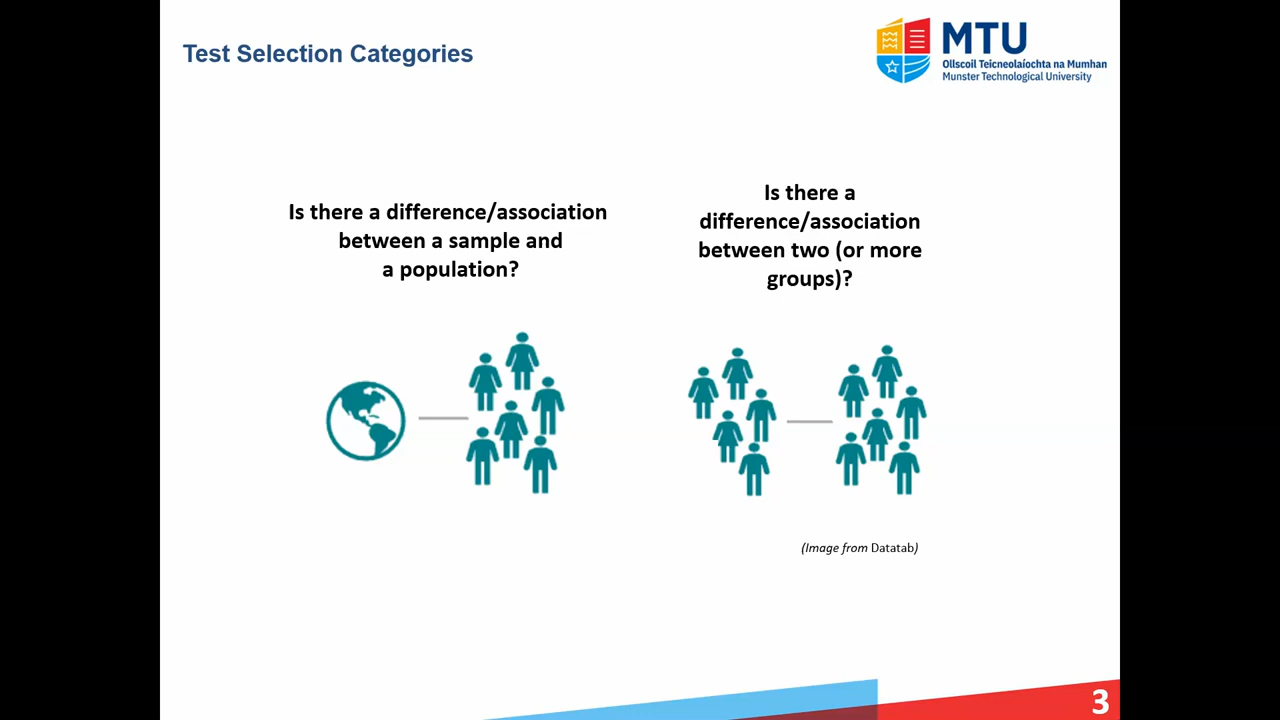 Test Selection Categories
MTU
Ollscoil Teicneolaíochta na Mumhan
Munster Technological University
Is there a difference/association
between a sample and
a population?
Is there a
difference/association
between two (or more
groups)?
(Image from Datatab)
3